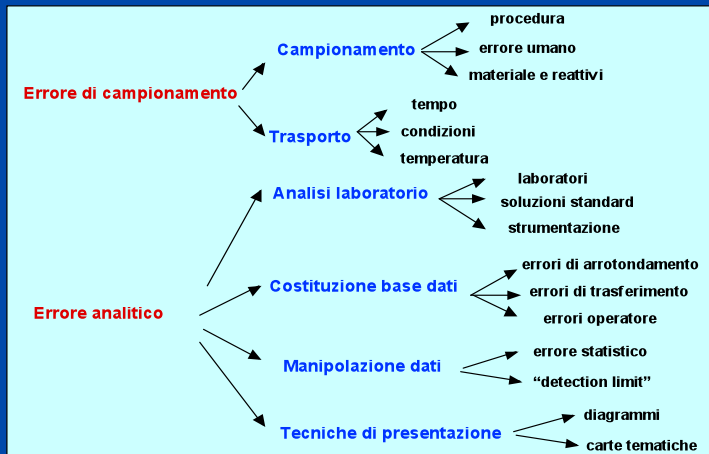 Errore di campionamento
Campionamento
procedura
errore umano
materiale e reattivi
Trasporto
tempo
condizioni
temperatura
Errore analitico
Analisi laboratorio
laboratori
soluzioni standard
strumentazione
Costituzione base dati
errori di arrotondamento
errori di trasferimento
errori operatore
Manipolazione dati
errore statistico
“detection limit”
Tecniche di presentazione
diagrammi
carte tematiche